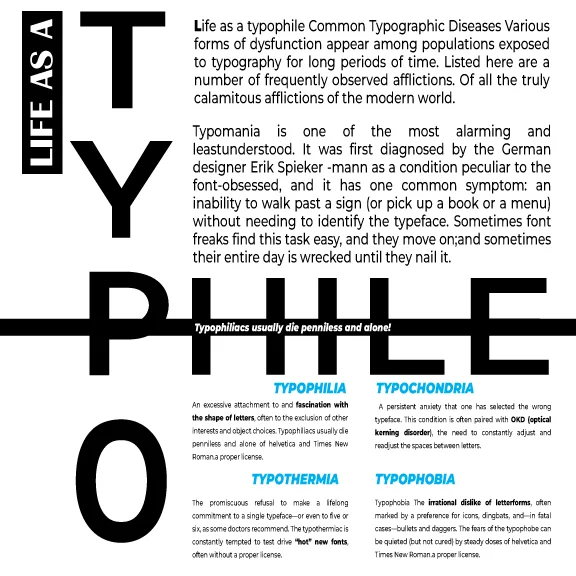 LIFE AS A
T
Y
P
O
PHILE
Life as a typophile Common Typographic Diseases Various
forms of dysfunction appear among populations exposed
to typography for long periods of time. Listed here are a
number of frequently observed afflictions. Of all the truly
calamitous afflictions of the modern world.
Typomania is one of the most alarming and
leastunderstood. It was first diagnosed by the German
designer Erik Spieker -mann as a condition peculiar to the
font-obsessed, and it has one common symptom: an
inability to walk past a sign (or pick up a book or a menu)
without needing to identify the typeface. Sometimes font
freaks find this task easy, and they move on;and sometimes
their entire day is wrecked until they nail it.
Typophiliacs usually die penniless and alone!
TYPOPHILIA
An excessive attachment to and fascination with
the shape of letters, often to the exclusion of other
interests and object choices. Typophiliacs usually die
penniless and alone of helvetica and Times New
Roman.a proper license.
TYPOCHONDRIA
A persistent anxiety that one has selected the wrong
typeface. This condition is often paired with OKD (optical
kerning disorder), the need to constantly adjust and
readjust the spaces between letters.
TYPOTHERMIA
The promiscuous refusal to make a lifelong
commitment to a single typeface—or even to five or
six, as some doctors recommend. The typothermiac is
constantly tempted to test drive "hot" new fonts,
often without a proper license.
TYPOPHOBIA
Typophobia The irrational dislike of letterforms, often
marked by a preference for icons, dingbats, and—in fatal
cases—bullets and daggers. The fears of the typophobe can
be quieted (but not cured) by steady doses of helvetica and
Times New Roman.a proper license.